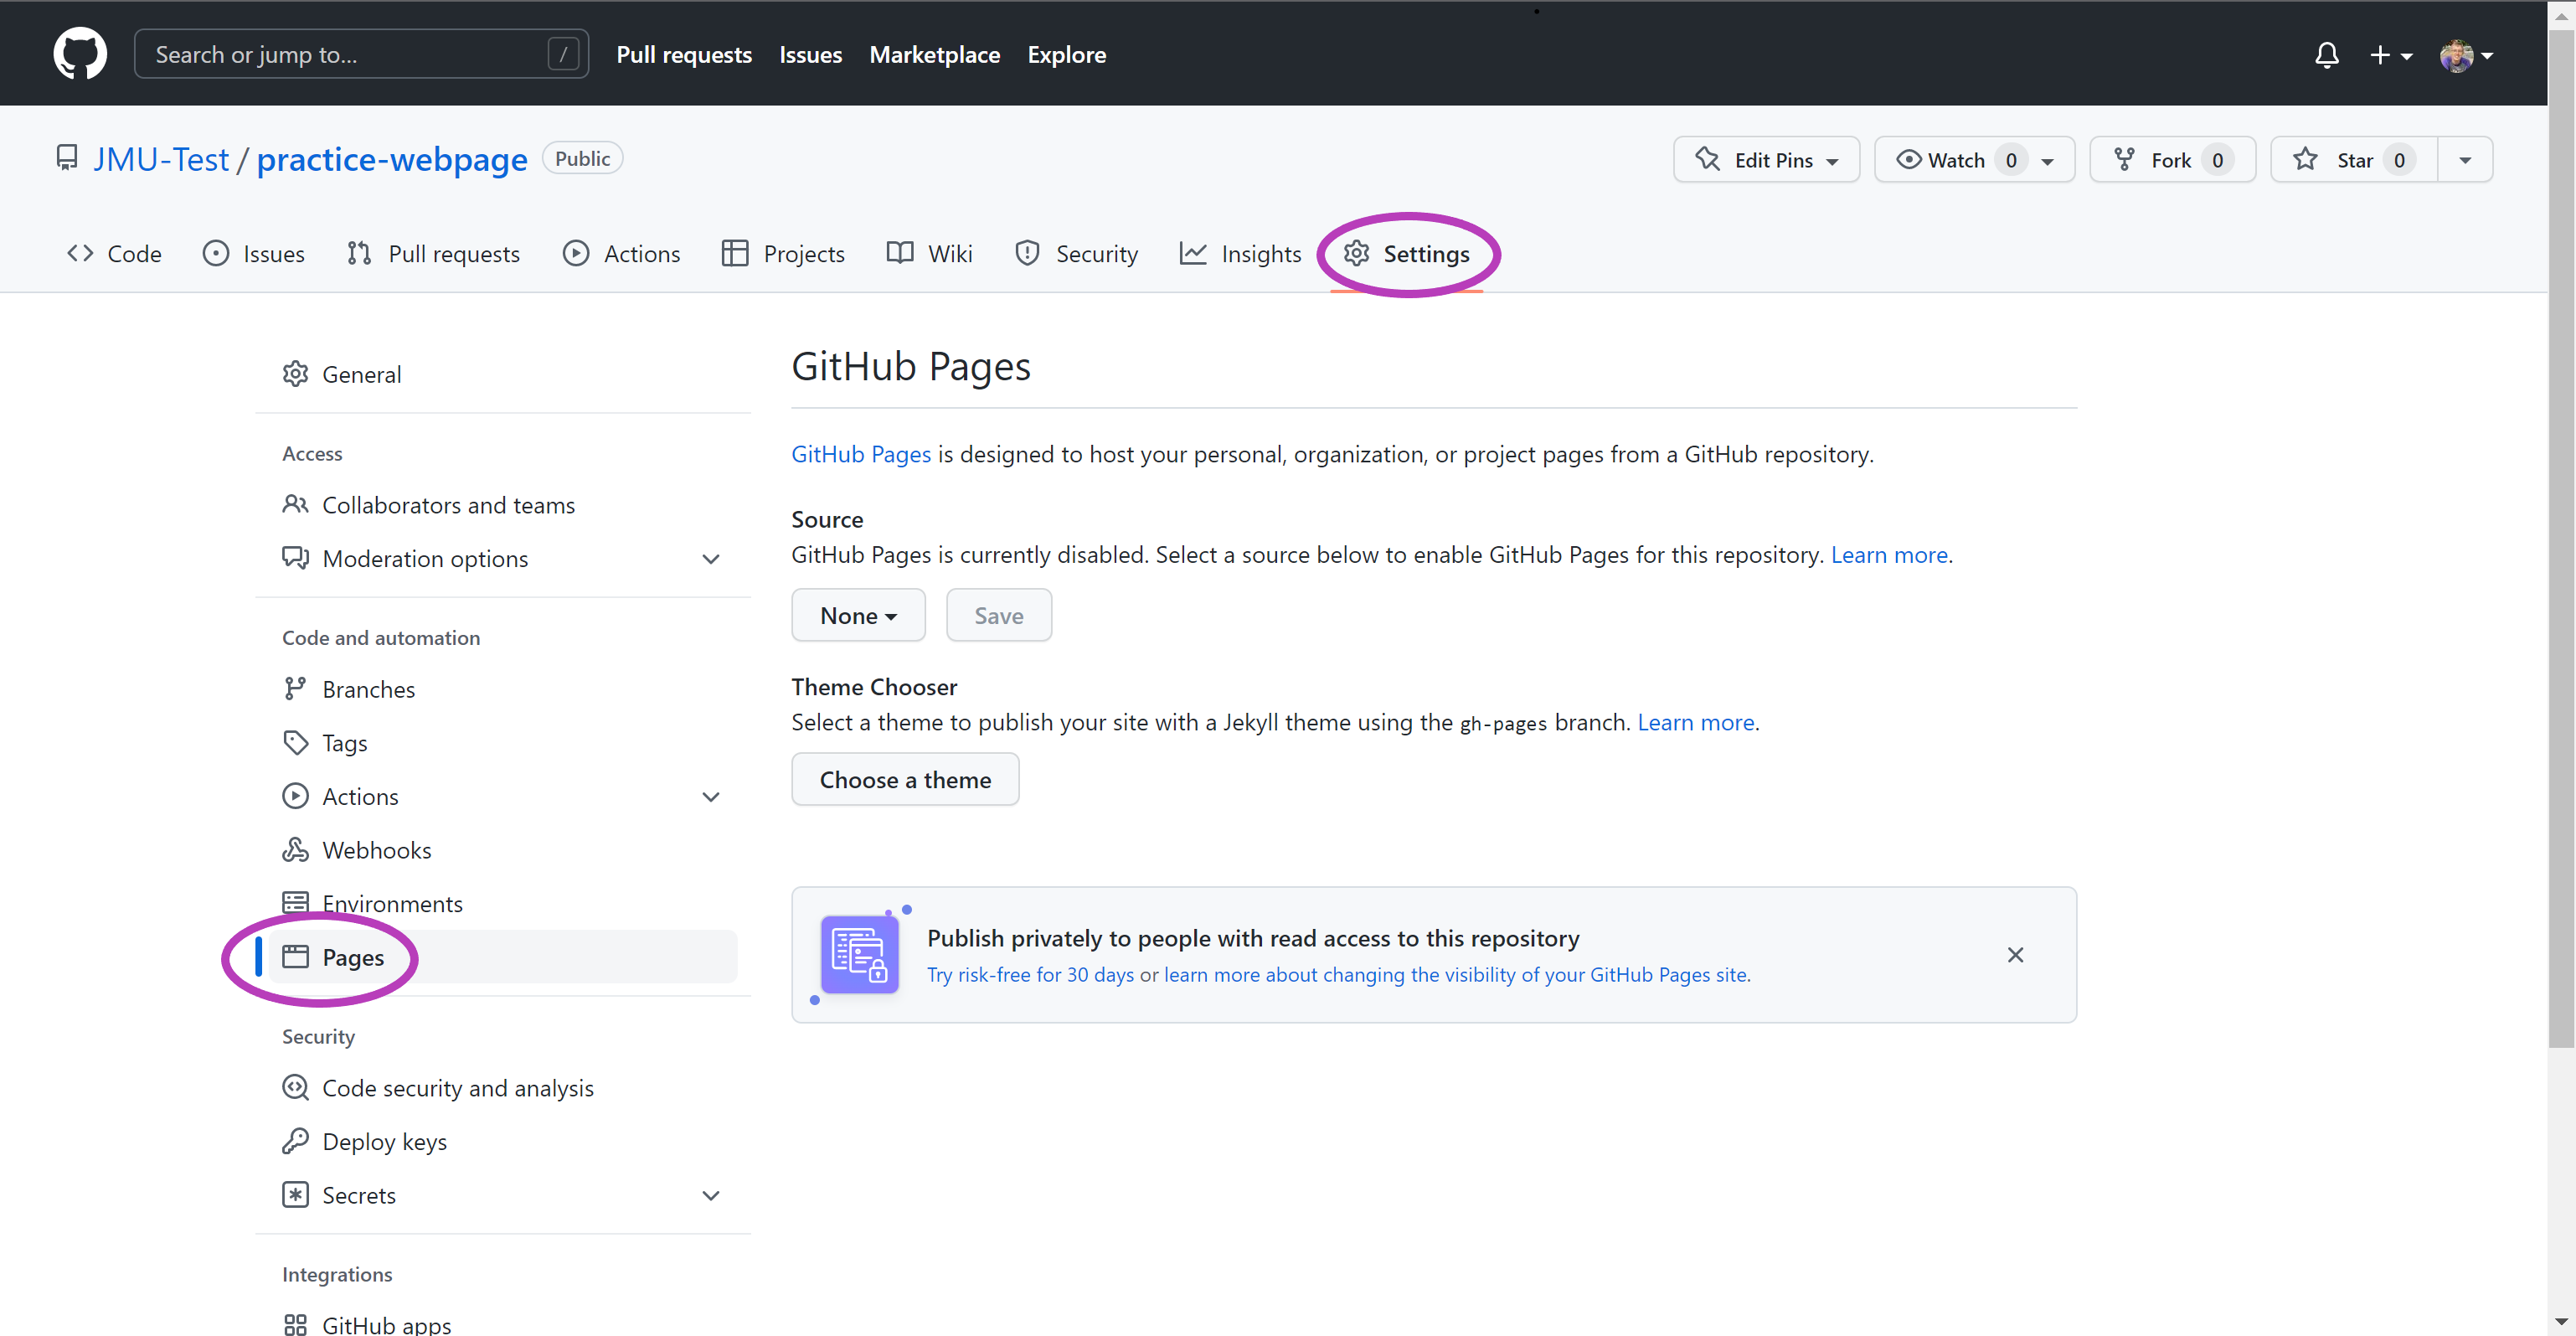 Search or jump to... / Pull requests Issues Marketplace Explore
JMU-Test / practice-webpage Public Edit Pins Watch 0 Fork 0 Star 0
Code Issues Pull requests Actions Projects Wiki Security Insights Settings
General
Access
Collaborators and teams
Moderation options
Code and automation
Branches
Tags
Actions
Webhooks
Environments
Pages
Security
Code security and analysis
Deploy keys
Secrets
Integrations
GitHub apps
GitHub Pages
GitHub Pages is designed to host your personal, organization, or project pages from a GitHub repository.
Source
GitHub Pages is currently disabled. Select a source below to enable GitHub Pages for this repository. Learn more.
None Save
Theme Chooser
Select a theme to publish your site with a Jekyll theme using the gh-pages branch. Learn more.
Choose a theme
Publish privately to people with read access to this repository
Try risk-free for 30 days or learn more about changing the visibility of your GitHub Pages site.